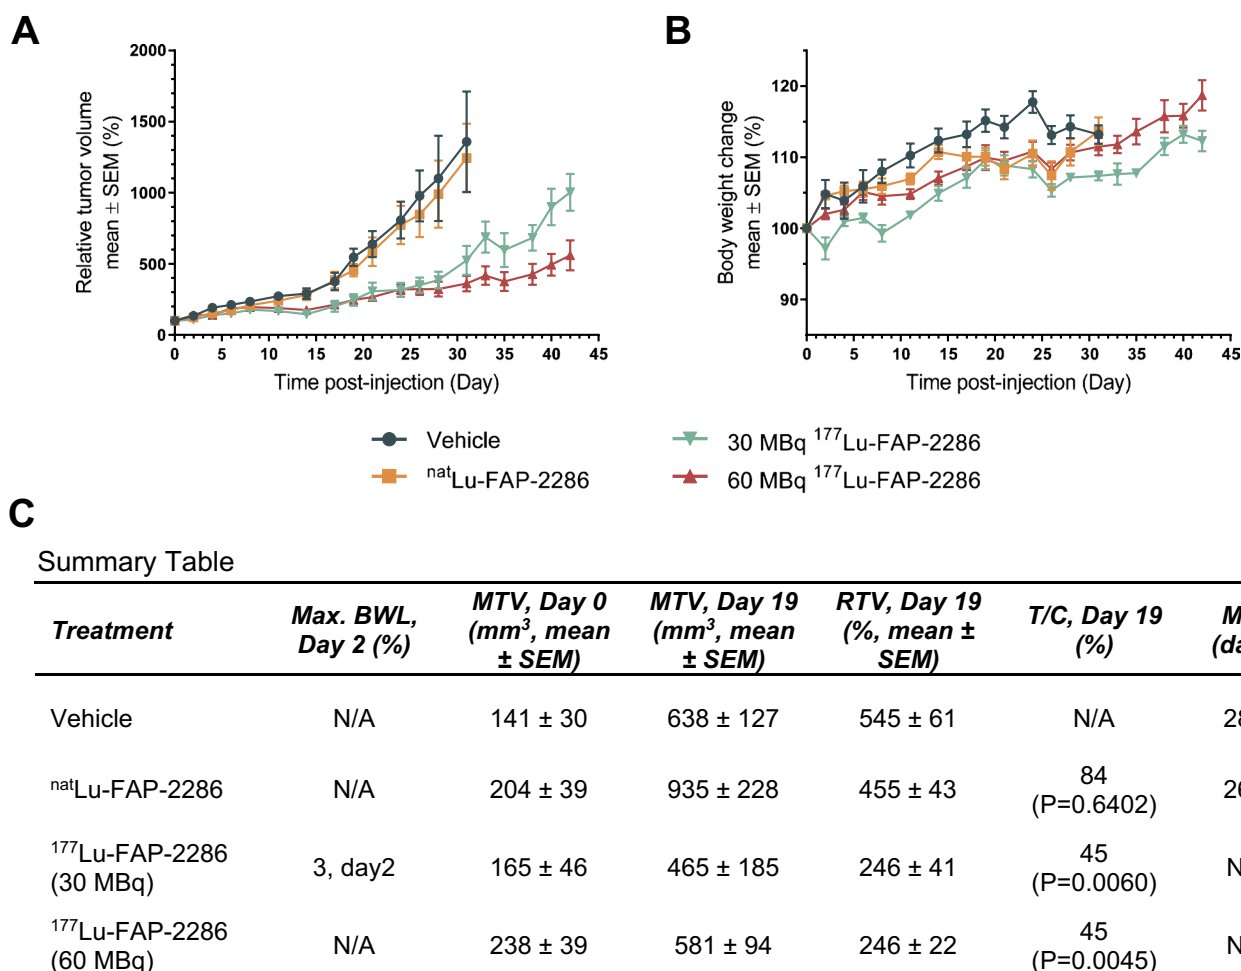 A
B
Relative tumor volume
mean ± SEM (%)
2000
1500
1000
500
0
0 5 10 15 20 25 30 35 40 45
Time post-injection (Day)
Body weight change
mean ± SEM (%)
120
110
100
90
0 5 10 15 20 25 30 35 40 45
Time post-injection (Day)
Vehicle
natLu-FAP-2286
30 MBq 177Lu-FAP-2286
60 MBq 177Lu-FAP-2286
C
Summary Table
Treatment
Max. BWL,
Day 2 (%)
MTV, Day 0
(mm3, mean
± SEM)
MTV, Day 19
(mm3, mean
± SEM)
RTV, Day 19
(%, mean ±
SEM)
T/C, Day 19
(%)
Vehicle N/A 141 ± 30 638 ± 127 545 ± 61 N/A
natLu-FAP-2286 N/A 204 ± 39 935 ± 228 455 ± 43 84
(P=0.6402)
177Lu-FAP-2286
(30 MBq)
3, day2 165 ± 46 465 ± 185 246 ± 41 45
(P=0.0060)
177Lu-FAP-2286
(60 MBq)
N/A 238 ± 39 581 ± 94 246 ± 22 45
(P=0.0045)